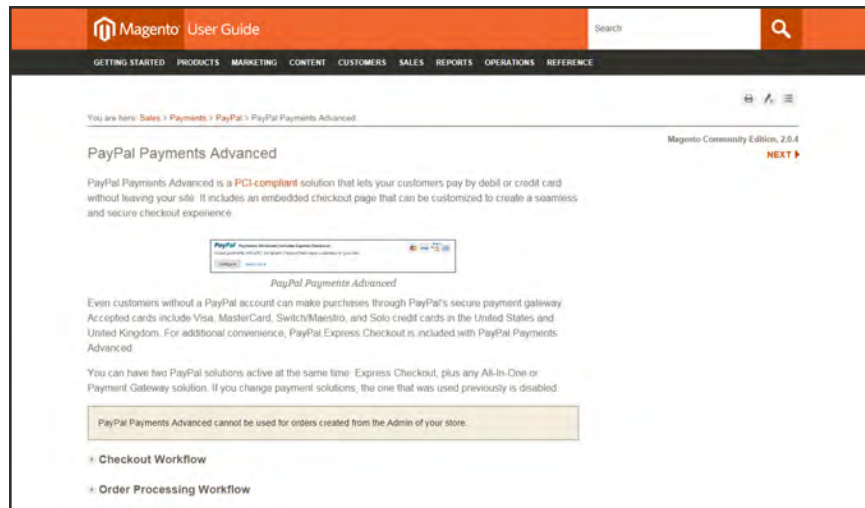 Magento User Guide
Search
GETTING STARTED PRODUCTS MARKETING CONTENT CUSTOMERS SALES REPORTS OPERATIONS REFERENCE
You are here: Sales > Payments > PayPal > PayPal Payments Advanced
Magento Community Edition, 2.0.4
NEXT
PayPal Payments Advanced
PayPal Payments Advanced is a PCI-compliant solution that lets your customers pay by debit or credit card
without leaving your site. It includes an embedded checkout page that can be customized to create a seamless
and secure checkout experience.
PayPal Payments Advanced (Includes Express Checkout)
Configure
PayPal Payments Advanced
Even customers without a PayPal account can make purchases through PayPal's secure payment gateway.
Accepted cards include Visa, MasterCard, Switch/Maestro, and Solo credit cards in the United States and
United Kingdom. For additional convenience, PayPal Express Checkout is included with PayPal Payments
Advanced.
You can have two PayPal solutions active at the same time: Express Checkout, plus any All-In-One or
Payment Gateway solution. If you change payment solutions, the one that was used previously is disabled.
PayPal Payments Advanced cannot be used for orders created from the Admin of your store.
Checkout Workflow
Order Processing Workflow